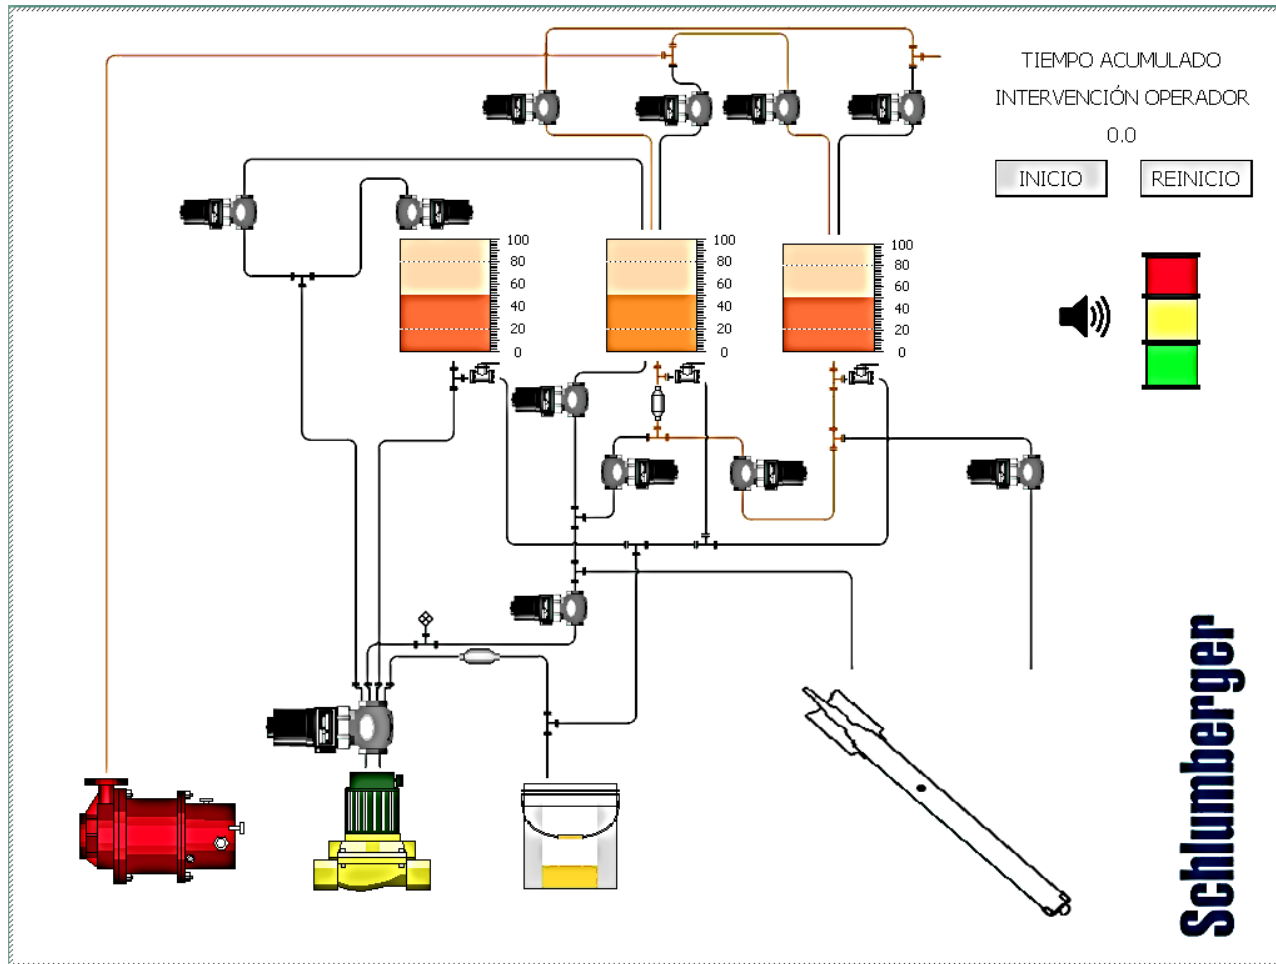 TIEMPO ACUMULADO
INTERVENCIÓN OPERADOR
0.0
INICIO REINICIO
100 100 100
80 80 80
60 60 60
40 40 40
20 20 20
0 0 0
Schlumberger